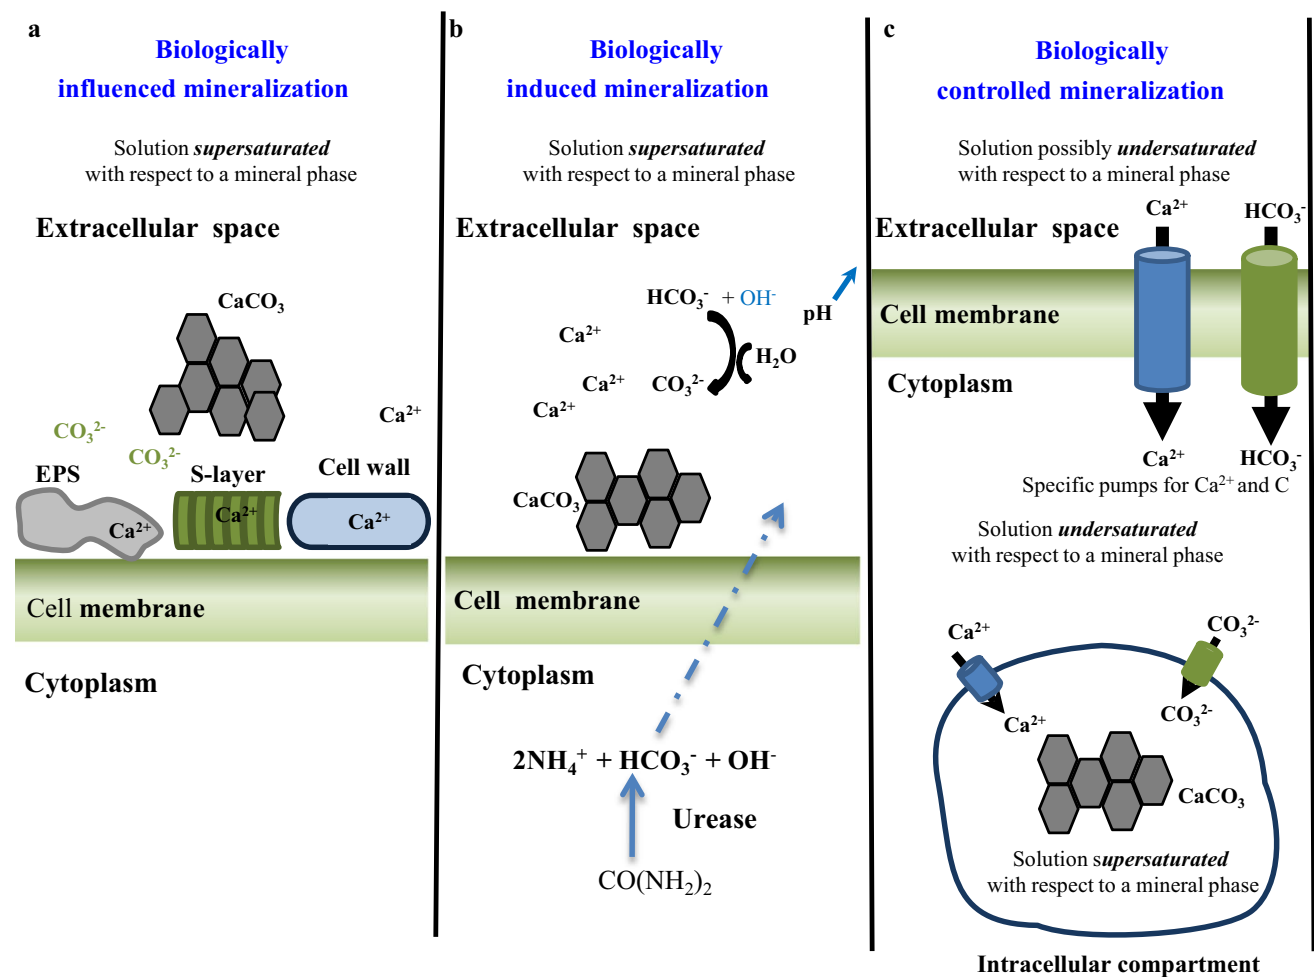 a
Biologically
influenced mineralization
Solution supersaturated
with respect to a mineral phase
Extracellular space
CaCO₃
Ca²⁺
CO₃²⁻
CO₃²⁻
EPS
S-layer
Cell wall
Ca²⁺
Ca²⁺
Ca²⁺
Cell membrane
Cytoplasm
b
Biologically
induced mineralization
Solution supersaturated
with respect to a mineral phase
Extracellular space
HCO₃⁻ + OH⁻
pH
Ca²⁺
H₂O
Ca²⁺
CO₃²⁻
Ca²⁺
CaCO₃
Cell membrane
Cytoplasm
2NH₄⁺ + HCO₃⁻ + OH⁻
Urease
CO(NH₂)₂
c
Biologically
controlled mineralization
Solution possibly undersaturated
with respect to a mineral phase
Ca²⁺
HCO₃⁻
Extracellular space
Cell membrane
Cytoplasm
Ca²⁺
HCO₃⁻
Specific pumps for Ca²⁺ and C
Solution undersaturated
with respect to a mineral phase
Ca²⁺
CO₃²⁻
Ca²⁺
CO₃²⁻
CaCO₃
Solution supersaturated
with respect to a mineral phase
Intracellular compartment